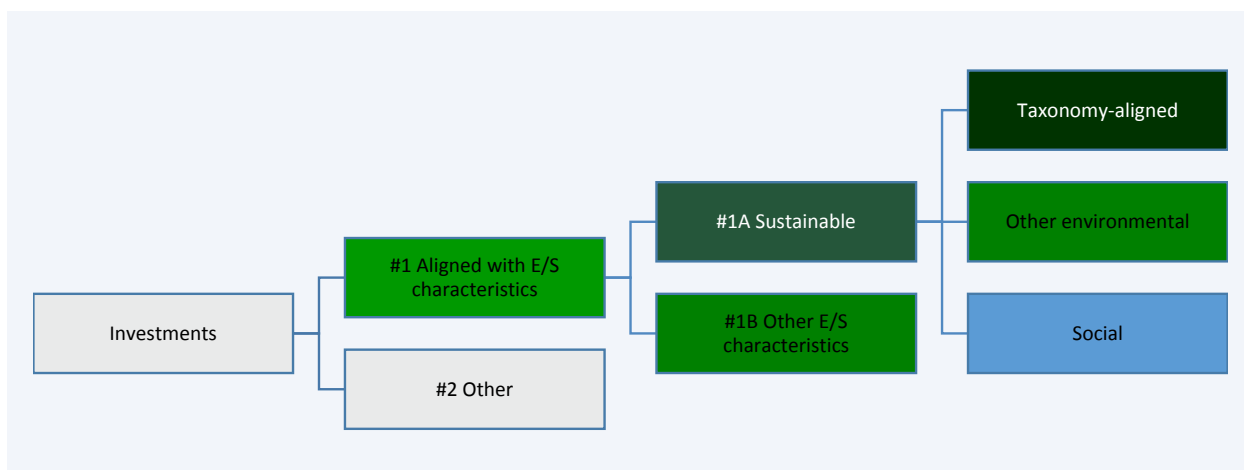 Investments
#1 Aligned with E/S
characteristics
#2 Other
#1A Sustainable
#1B Other E/S
characteristics
Taxonomy-aligned
Other environmental
Social